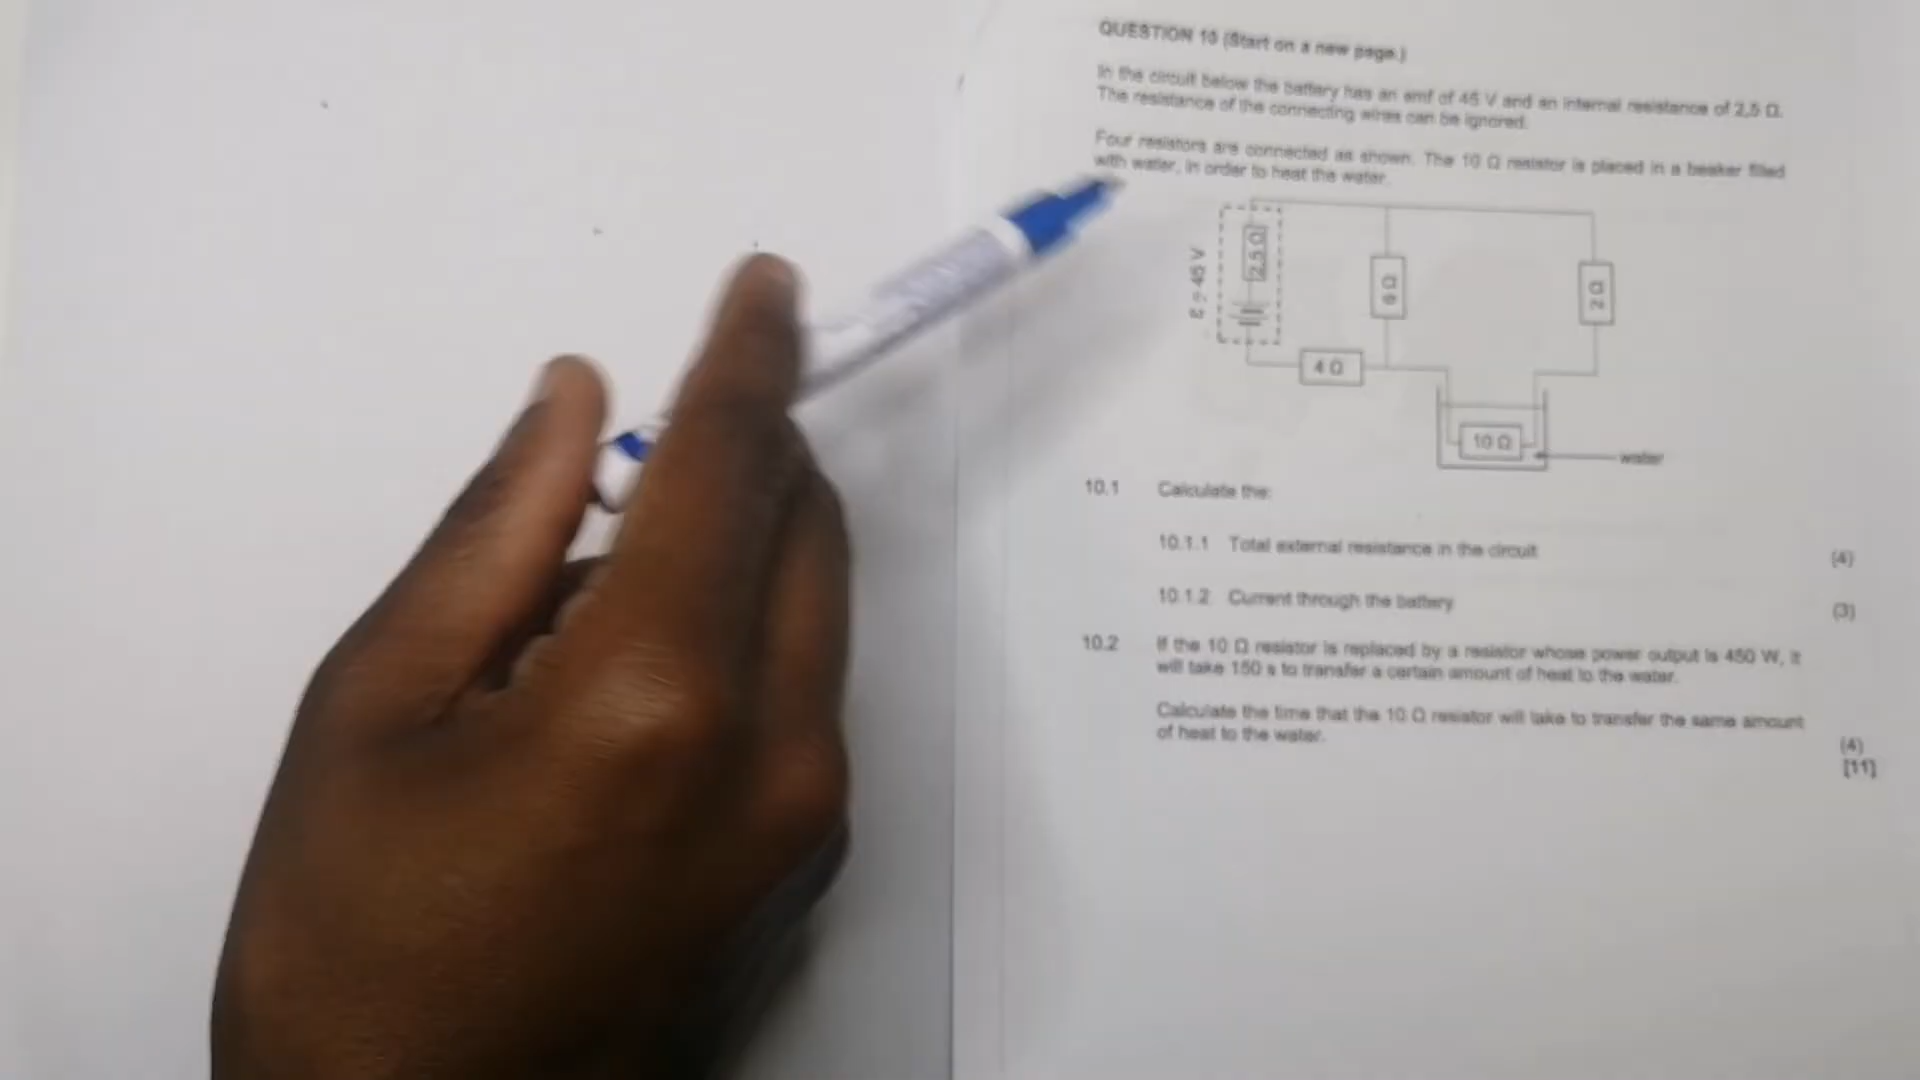 QUESTION 10 (Start on a new page.)
In the circuit below the battery has an emf of 45 V and an internal resistance of 2,5 Ω.
The resistance of the connecting wires can be ignored.
Four resistors are connected as shown. The 10 Ω resistor is placed in a beaker filled
with water, in order to heat the water.
ε = 45 V
2,5 Ω
6 Ω
2 Ω
4 Ω
10 Ω
water
10.1 Calculate the:
10.1.1 Total external resistance in the circuit (4)
10.1.2 Current through the battery (3)
10.2 If the 10 Ω resistor is replaced by a resistor whose power output is 450 W, it
will take 150 s to transfer a certain amount of heat to the water.
Calculate the time that the 10 Ω resistor will take to transfer the same amount
of heat to the water. (4)
[11]